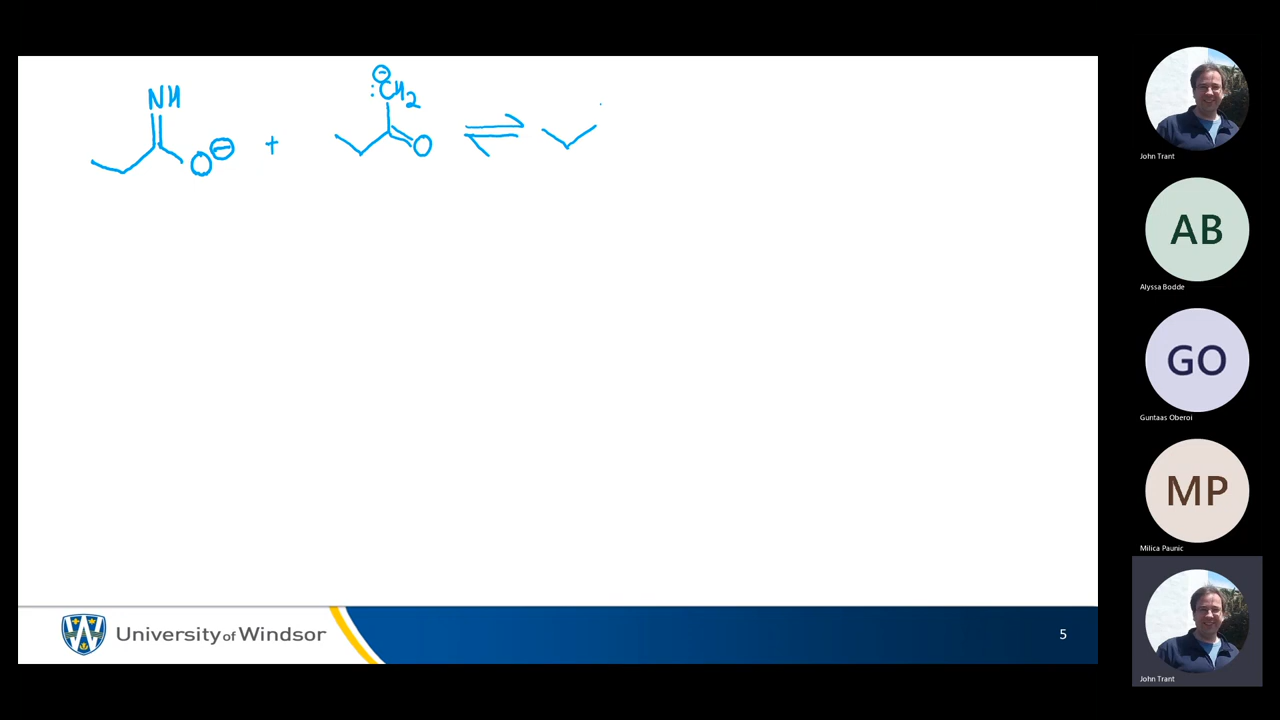 NH
O⊖
+
⊖
:CH2
O
⇌
University of Windsor
5
John Trant
AB
Alyssa Bodde
GO
Guntaas Oberoi
MP
Milica Paunic
John Trant